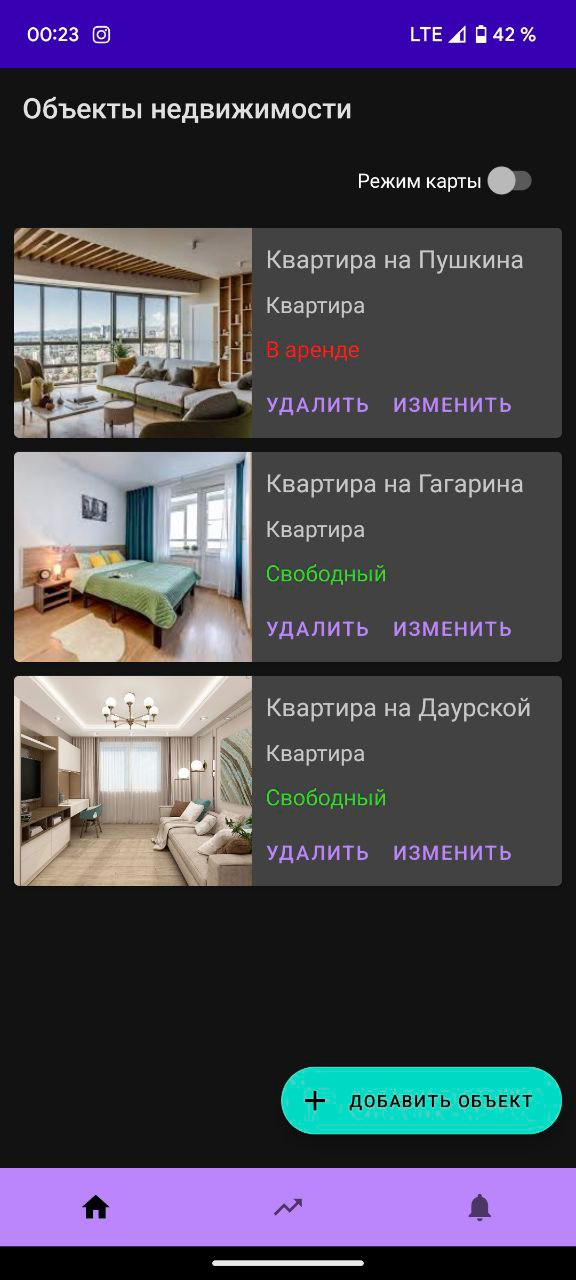 00:23 LTE 42 %
Объекты недвижимости
Режим карты
Квартира на Пушкина
Квартира
В аренде
УДАЛИТЬ ИЗМЕНИТЬ
Квартира на Гагарина
Квартира
Свободный
УДАЛИТЬ ИЗМЕНИТЬ
Квартира на Даурской
Квартира
Свободный
УДАЛИТЬ ИЗМЕНИТЬ
ДОБАВИТЬ ОБЪЕКТ